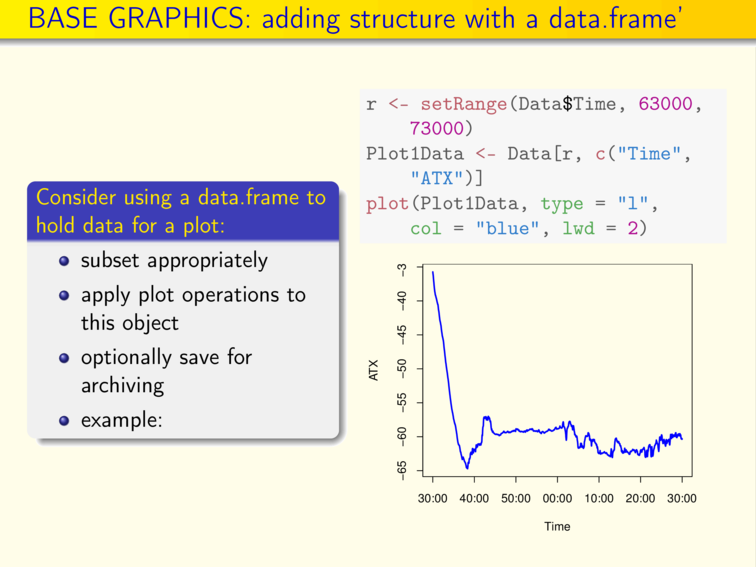 BASE GRAPHICS: adding structure with a data.frame'
Consider using a data.frame to
hold data for a plot:
subset appropriately
apply plot operations to
this object
optionally save for
archiving
example:
r <- setRange(Data$Time, 63000,
73000)
Plot1Data <- Data[r, c("Time",
"ATX")]
plot(Plot1Data, type = "l",
col = "blue", lwd = 2)
-3
-40
-45
-50
-55
-60
-65
ATX
30:00 40:00 50:00 00:00 10:00 20:00 30:00
Time